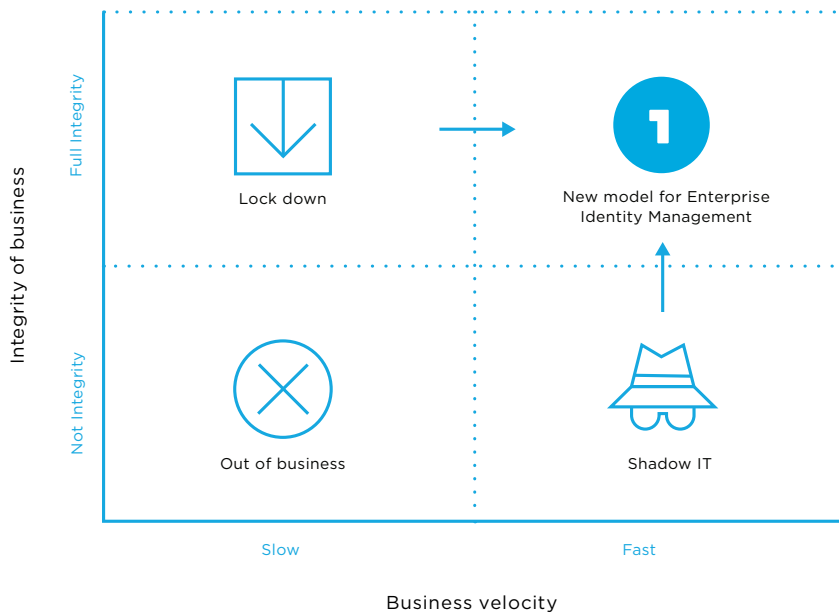 Integrity of business
Full Integrity
Not Integrity
Lock down
1
New model for Enterprise
Identity Management
Out of business
Shadow IT
Slow
Fast
Business velocity